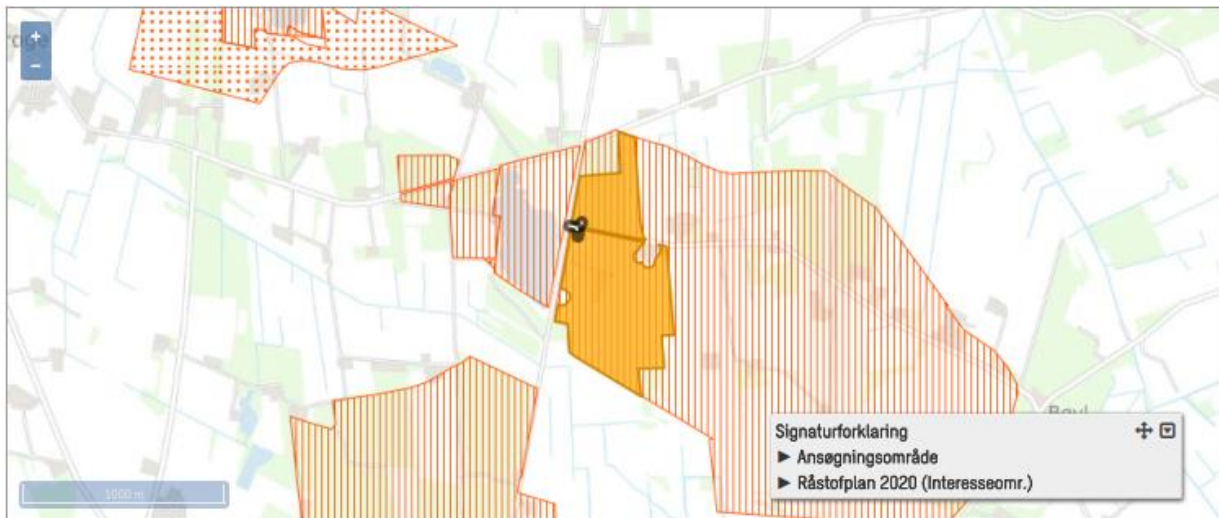 +
−
1000 m
Signaturforklaring
Ansøgningsområde
Råstofplan 2020 (Interesseomr.)